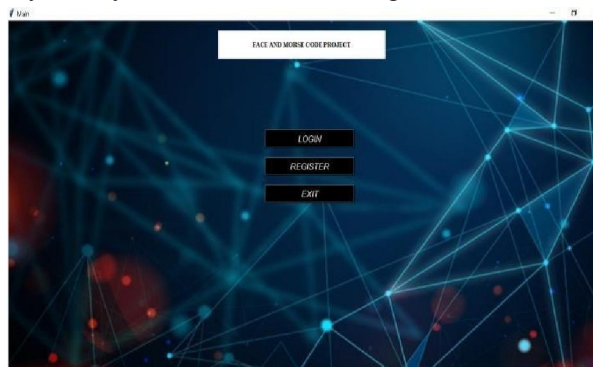 Main
FACE AND MORSE CODE PROJECT
LOGIN
REGISTER
EXIT